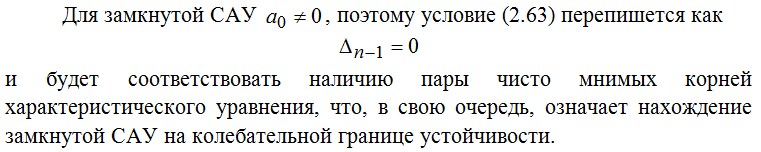 Для замкнутой САУ a₀ ≠ 0, поэтому условие (2.63) перепишется как
Δₙ₋₁ = 0
и будет соответствовать наличию пары чисто мнимых корней
характеристического уравнения, что, в свою очередь, означает нахождение
замкнутой САУ на колебательной границе устойчивости.